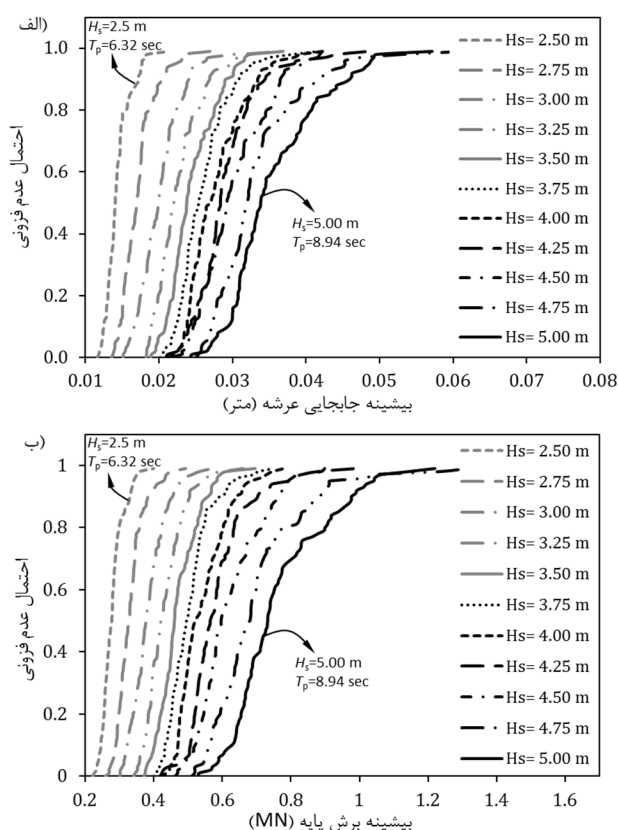 الف)
Hs=2.5 m
Tp=6.32 sec
1.0
0.8
0.6
0.4
0.2
0.0
احتمال عدم فزونی
Hs=5.00 m
Tp=8.94 sec
Hs= 2.50 m
Hs= 2.75 m
Hs= 3.00 m
Hs= 3.25 m
Hs= 3.50 m
Hs= 3.75 m
Hs= 4.00 m
Hs= 4.25 m
Hs= 4.50 m
Hs= 4.75 m
Hs= 5.00 m
0.01 0.02 0.03 0.04 0.05 0.06 0.07 0.08
بیشینه جابجایی عرشه (متر)
ب)
Hs=2.5 m
Tp=6.32 sec
1
0.8
0.6
0.4
0.2
0
احتمال عدم فزونی
Hs=5.00 m
Tp=8.94 sec
Hs= 2.50 m
Hs= 2.75 m
Hs= 3.00 m
Hs= 3.25 m
Hs= 3.50 m
Hs= 3.75 m
Hs= 4.00 m
Hs= 4.25 m
Hs= 4.50 m
Hs= 4.75 m
Hs= 5.00 m
0.2 0.4 0.6 0.8 1 1.2 1.4 1.6
بیشینه برش پایه (MN)